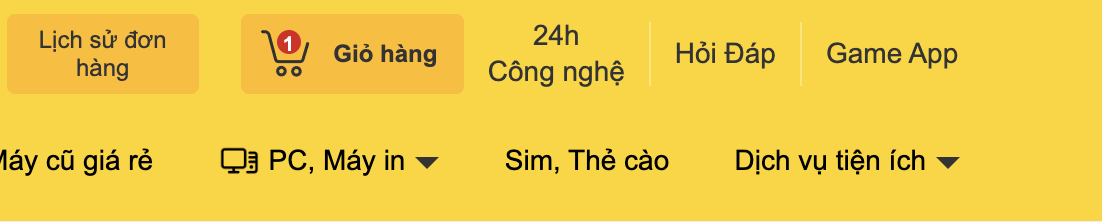 Lịch sử đơn
hàng
1
Giỏ hàng
24h
Công nghệ
Hỏi Đáp
Game App
Máy cũ giá rẻ
PC, Máy in
Sim, Thẻ cào
Dịch vụ tiện ích